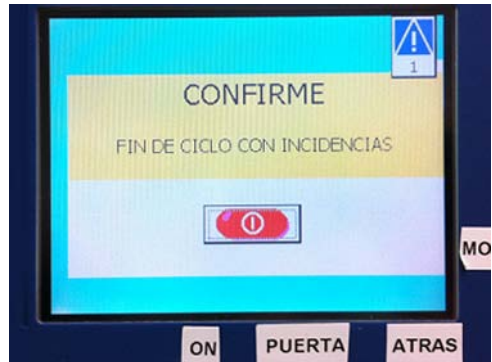 1
CONFIRME
FIN DE CICLO CON INCIDENCIAS
MO
ON
PUERTA
ATRAS